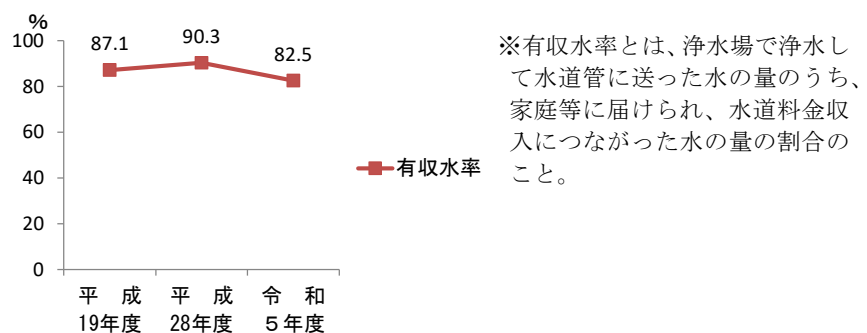 %
87.1
90.3
82.5
100
80
60
40
20
0
平 成
19年度
平 成
28年度
令 和
５年度
有収水率
※有収水率とは、浄水場で浄水し
て水道管に送った水の量のうち、
家庭等に届けられ、水道料金収
入につながった水の量の割合の
こと。